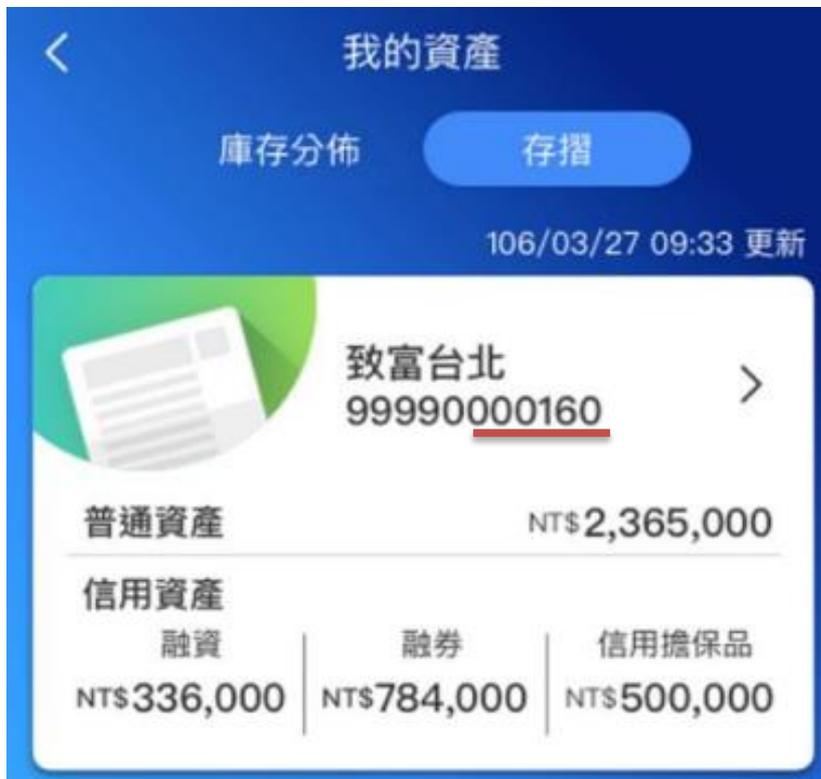 我的資產
庫存分佈 存摺
106/03/27 09:33 更新
致富台北
99990000160
普通資產 NT$2,365,000
信用資產
融資 融券 信用擔保品
NT$336,000 NT$784,000 NT$500,000